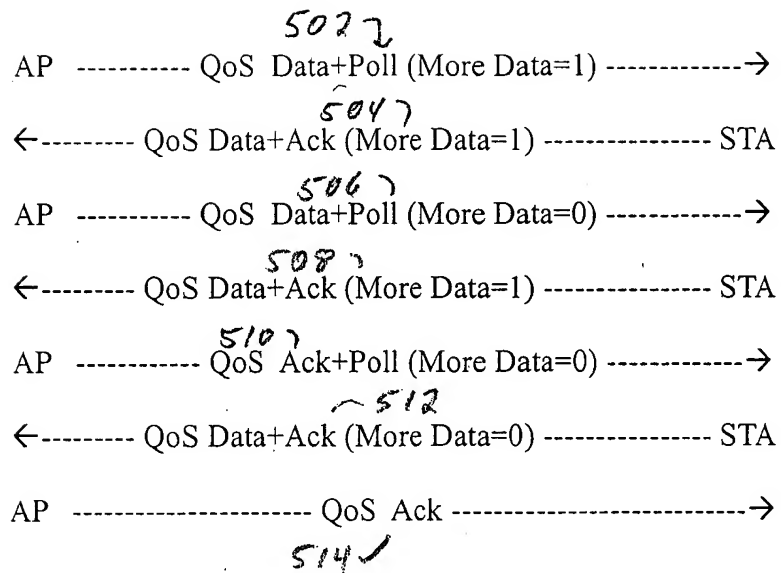 502
AP ----------- QoS Data+Poll (More Data=1) ------------→
504
←--------- QoS Data+Ack (More Data=1) --------------- STA
506
AP ----------- QoS Data+Poll (More Data=0) ------------→
508
←--------- QoS Data+Ack (More Data=1) --------------- STA
510
AP ----------- QoS Ack+Poll (More Data=0) ------------→
512
←--------- QoS Data+Ack (More Data=0) --------------- STA
AP ---------------------- QoS Ack --------------------------→
514